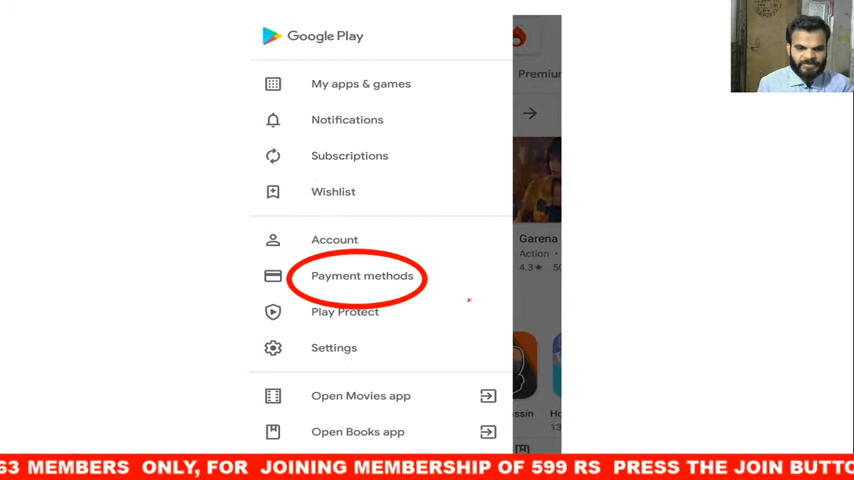 Google Play
My apps & games
Notifications
Subscriptions
Wishlist
Account
Payment methods
Play Protect
Settings
Open Movies app
Open Books app
Premium
Garena
Action
4.3★
63 MEMBERS ONLY, FOR JOINING MEMBERSHIP OF 599 RS PRESS THE JOIN BUTTO